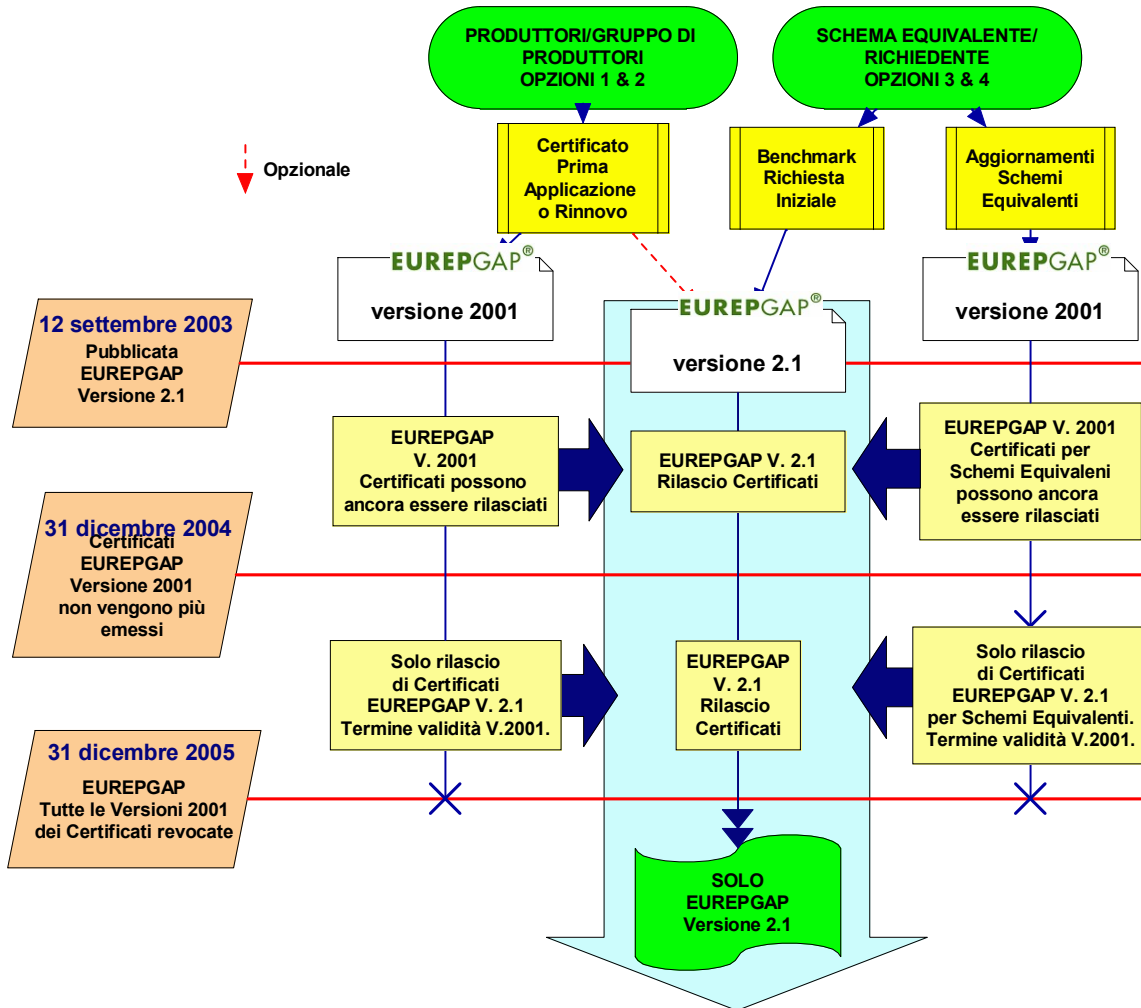 PRODUTTORI/GRUPPO DI
PRODUTTORI
OPZIONI 1 & 2
SCHEMA EQUIVALENTE/
RICHIEDENTE
OPZIONI 3 & 4
Opzionale
Certificato
Prima
Applicazione
o Rinnovo
Benchmark
Richiesta
Iniziale
Aggiornamenti
Schemi
Equivalenti
EUREPGAP®
versione 2001
EUREPGAP®
versione 2.1
EUREPGAP®
versione 2001
12 settembre 2003
Pubblicata
EUREPGAP
Versione 2.1
EUREPGAP
V. 2001
Certificati possono
ancora essere rilasciati
EUREPGAP V. 2.1
Rilascio Certificati
EUREPGAP V. 2001
Certificati per
Schemi Equivaleni
possono ancora
essere rilasciati
31 dicembre 2004
Certificati
EUREPGAP
Versione 2001
non vengono più
emessi
Solo rilascio
di Certificati
EUREPGAP V. 2.1
Termine validità V.2001.
EUREPGAP
V. 2.1
Rilascio
Certificati
Solo rilascio
di Certificati
EUREPGAP V. 2.1
per Schemi Equivalenti.
Termine validità V.2001.
31 dicembre 2005
EUREPGAP
Tutte le Versioni 2001
dei Certificati revocate
SOLO
EUREPGAP
Versione 2.1